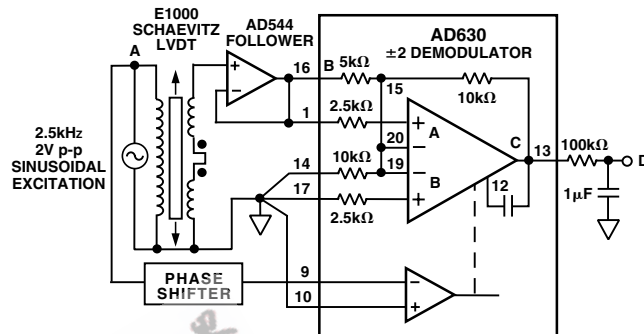 E1000
SCHAEVITZ
LVDT
AD544
FOLLOWER
AD630
±2 DEMODULATOR
A
16
B
5kΩ
15
10kΩ
1
2.5kΩ
A
20
C
13
100kΩ
D
2.5kHz
2V p-p
SINUSOIDAL
EXCITATION
14
10kΩ
19
B
12
1µF
17
2.5kΩ
PHASE
SHIFTER
9
10